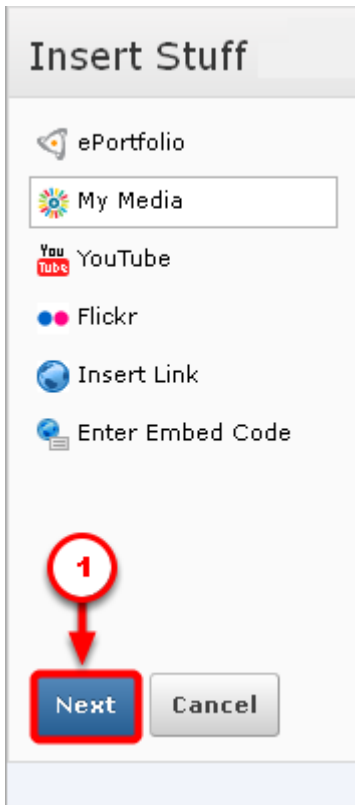 Insert Stuff
ePortfolio
My Media
You
Tube
YouTube
Flickr
Insert Link
Enter Embed Code
1
Next
Cancel